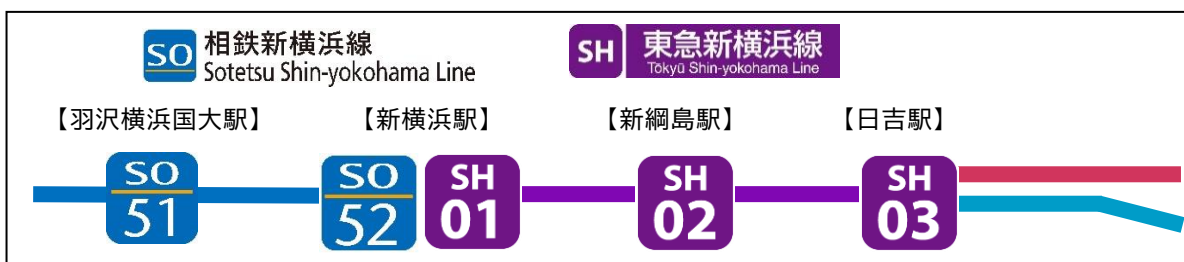 SO 相鉄新横浜線
Sotetsu Shin-yokohama Line
SH 東急新横浜線
Tōkyū Shin-yokohama Line
【羽沢横浜国大駅】 【新横浜駅】 【新綱島駅】 【日吉駅】
SO
51
SO
52
SH
01
SH
02
SH
03